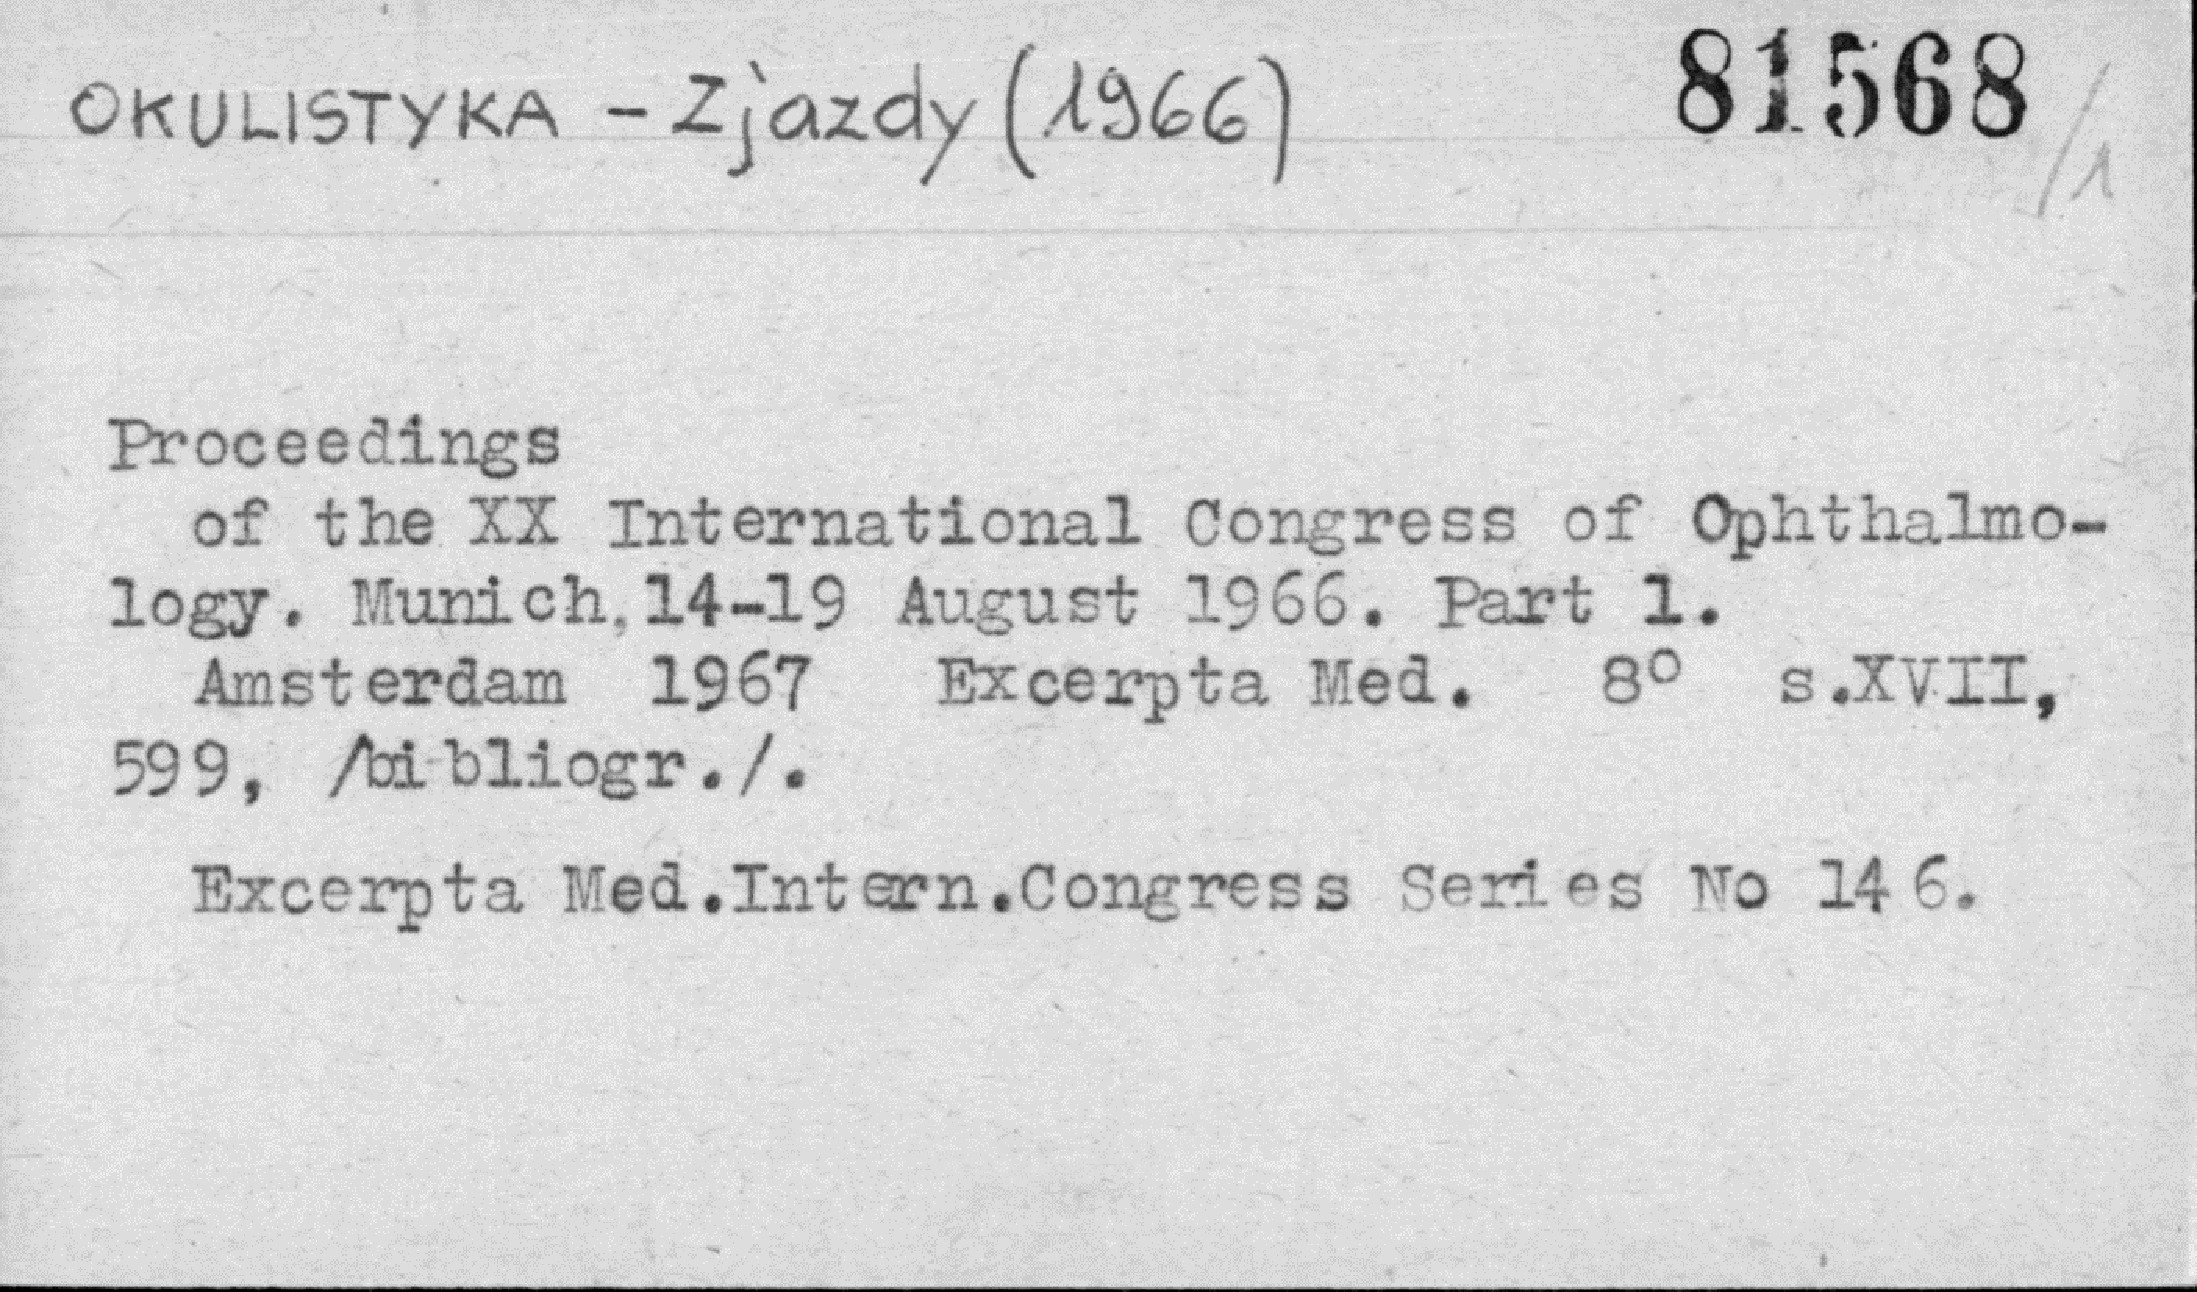 OKULISTYKA - Zjazdy (1966)
81568/1
Proceedings
of the XX International Congress of Ophthalmo-
logy. Munich, 14-19 August 1966. Part 1.
Amsterdam 1967 Excerpta Med. 8° s.XVII,
599, /bibliogr./.
Excerpta Med.Intern.Congress Series No 146.